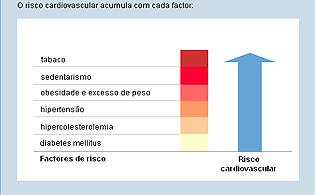 O risco cardiovascular acumula com cada factor:
tabaco
sedentarismo
obesidade e excesso de peso
hipertensão
hipercolesterolemia
diabetes mellitus
Factores de risco
Risco
cardiovascular